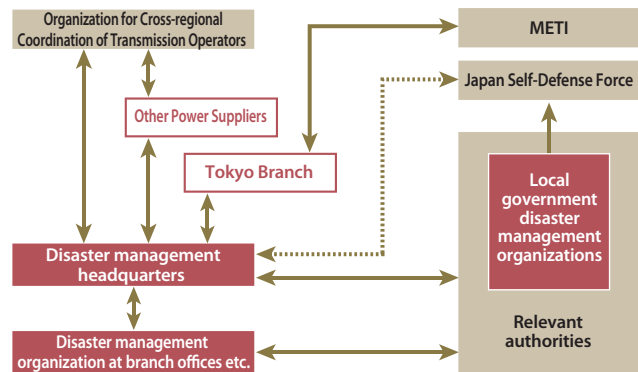 Organization for Cross-regional
Coordination of Transmission Operators
METI
Japan Self-Defense Force
Other Power Suppliers
Tokyo Branch
Local
government
disaster
management
organizations
Disaster management
headquarters
Relevant
authorities
Disaster management
organization at branch offices etc.